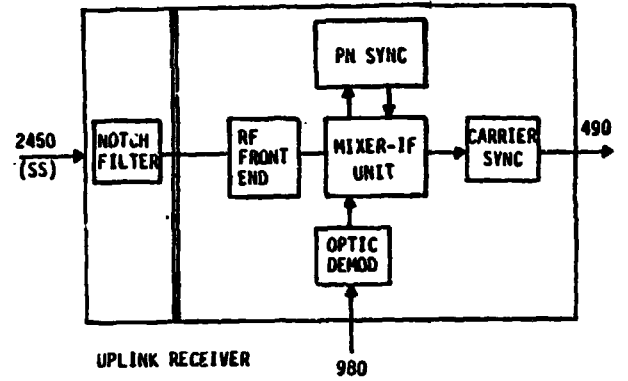 PN SYNC
2450
(SS)
NOTCH
FILTER
RF
FRONT
END
MIXER-IF
UNIT
CARRIER
SYNC
490
OPTIC
DEMOD
UPLINK RECEIVER
980